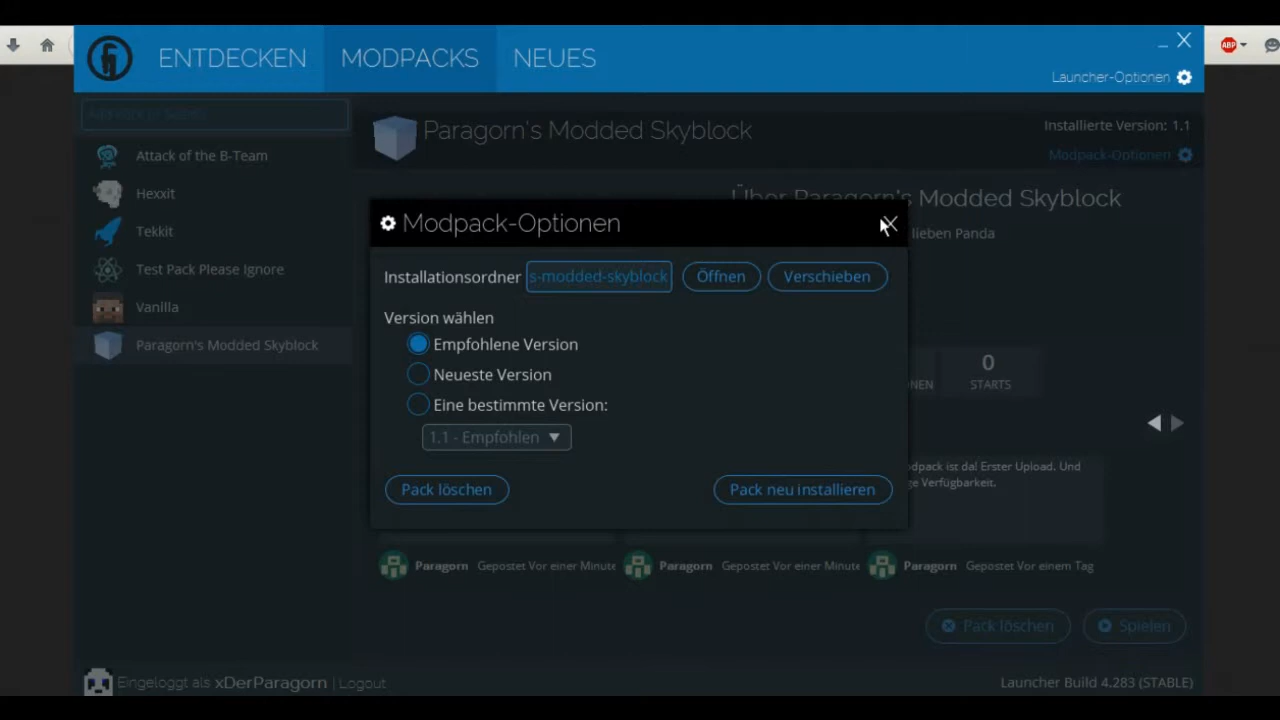 ENTDECKEN MODPACKS NEUES
Launcher-Optionen
ABP
Attack of the B-Team
Hexxit
Tekkit
Test Pack Please Ignore
Vanilla
Paragorn's Modded Skyblock
Paragorn's Modded Skyblock
Installierte Version: 1.1
Modpack-Optionen
Über Paragorn's Modded Skyblock
lieben Panda
Modpack-Optionen
Installationsordner s-modded-skyblock Öffnen Verschieben
Version wählen
Empfohlene Version
Neueste Version
Eine bestimmte Version:
1.1 - Empfohlen
Pack löschen Pack neu installieren
0
NEN STARTS
odpack ist da! Erster Upload. Und
ge Verfügbarkeit.
Paragorn Gepostet Vor einer Minute
Paragorn Gepostet Vor einer Minute
Paragorn Gepostet Vor einem Tag
Pack löschen Spielen
Eingeloggt als xDerParagorn | Logout
Launcher Build 4.283 (STABLE)